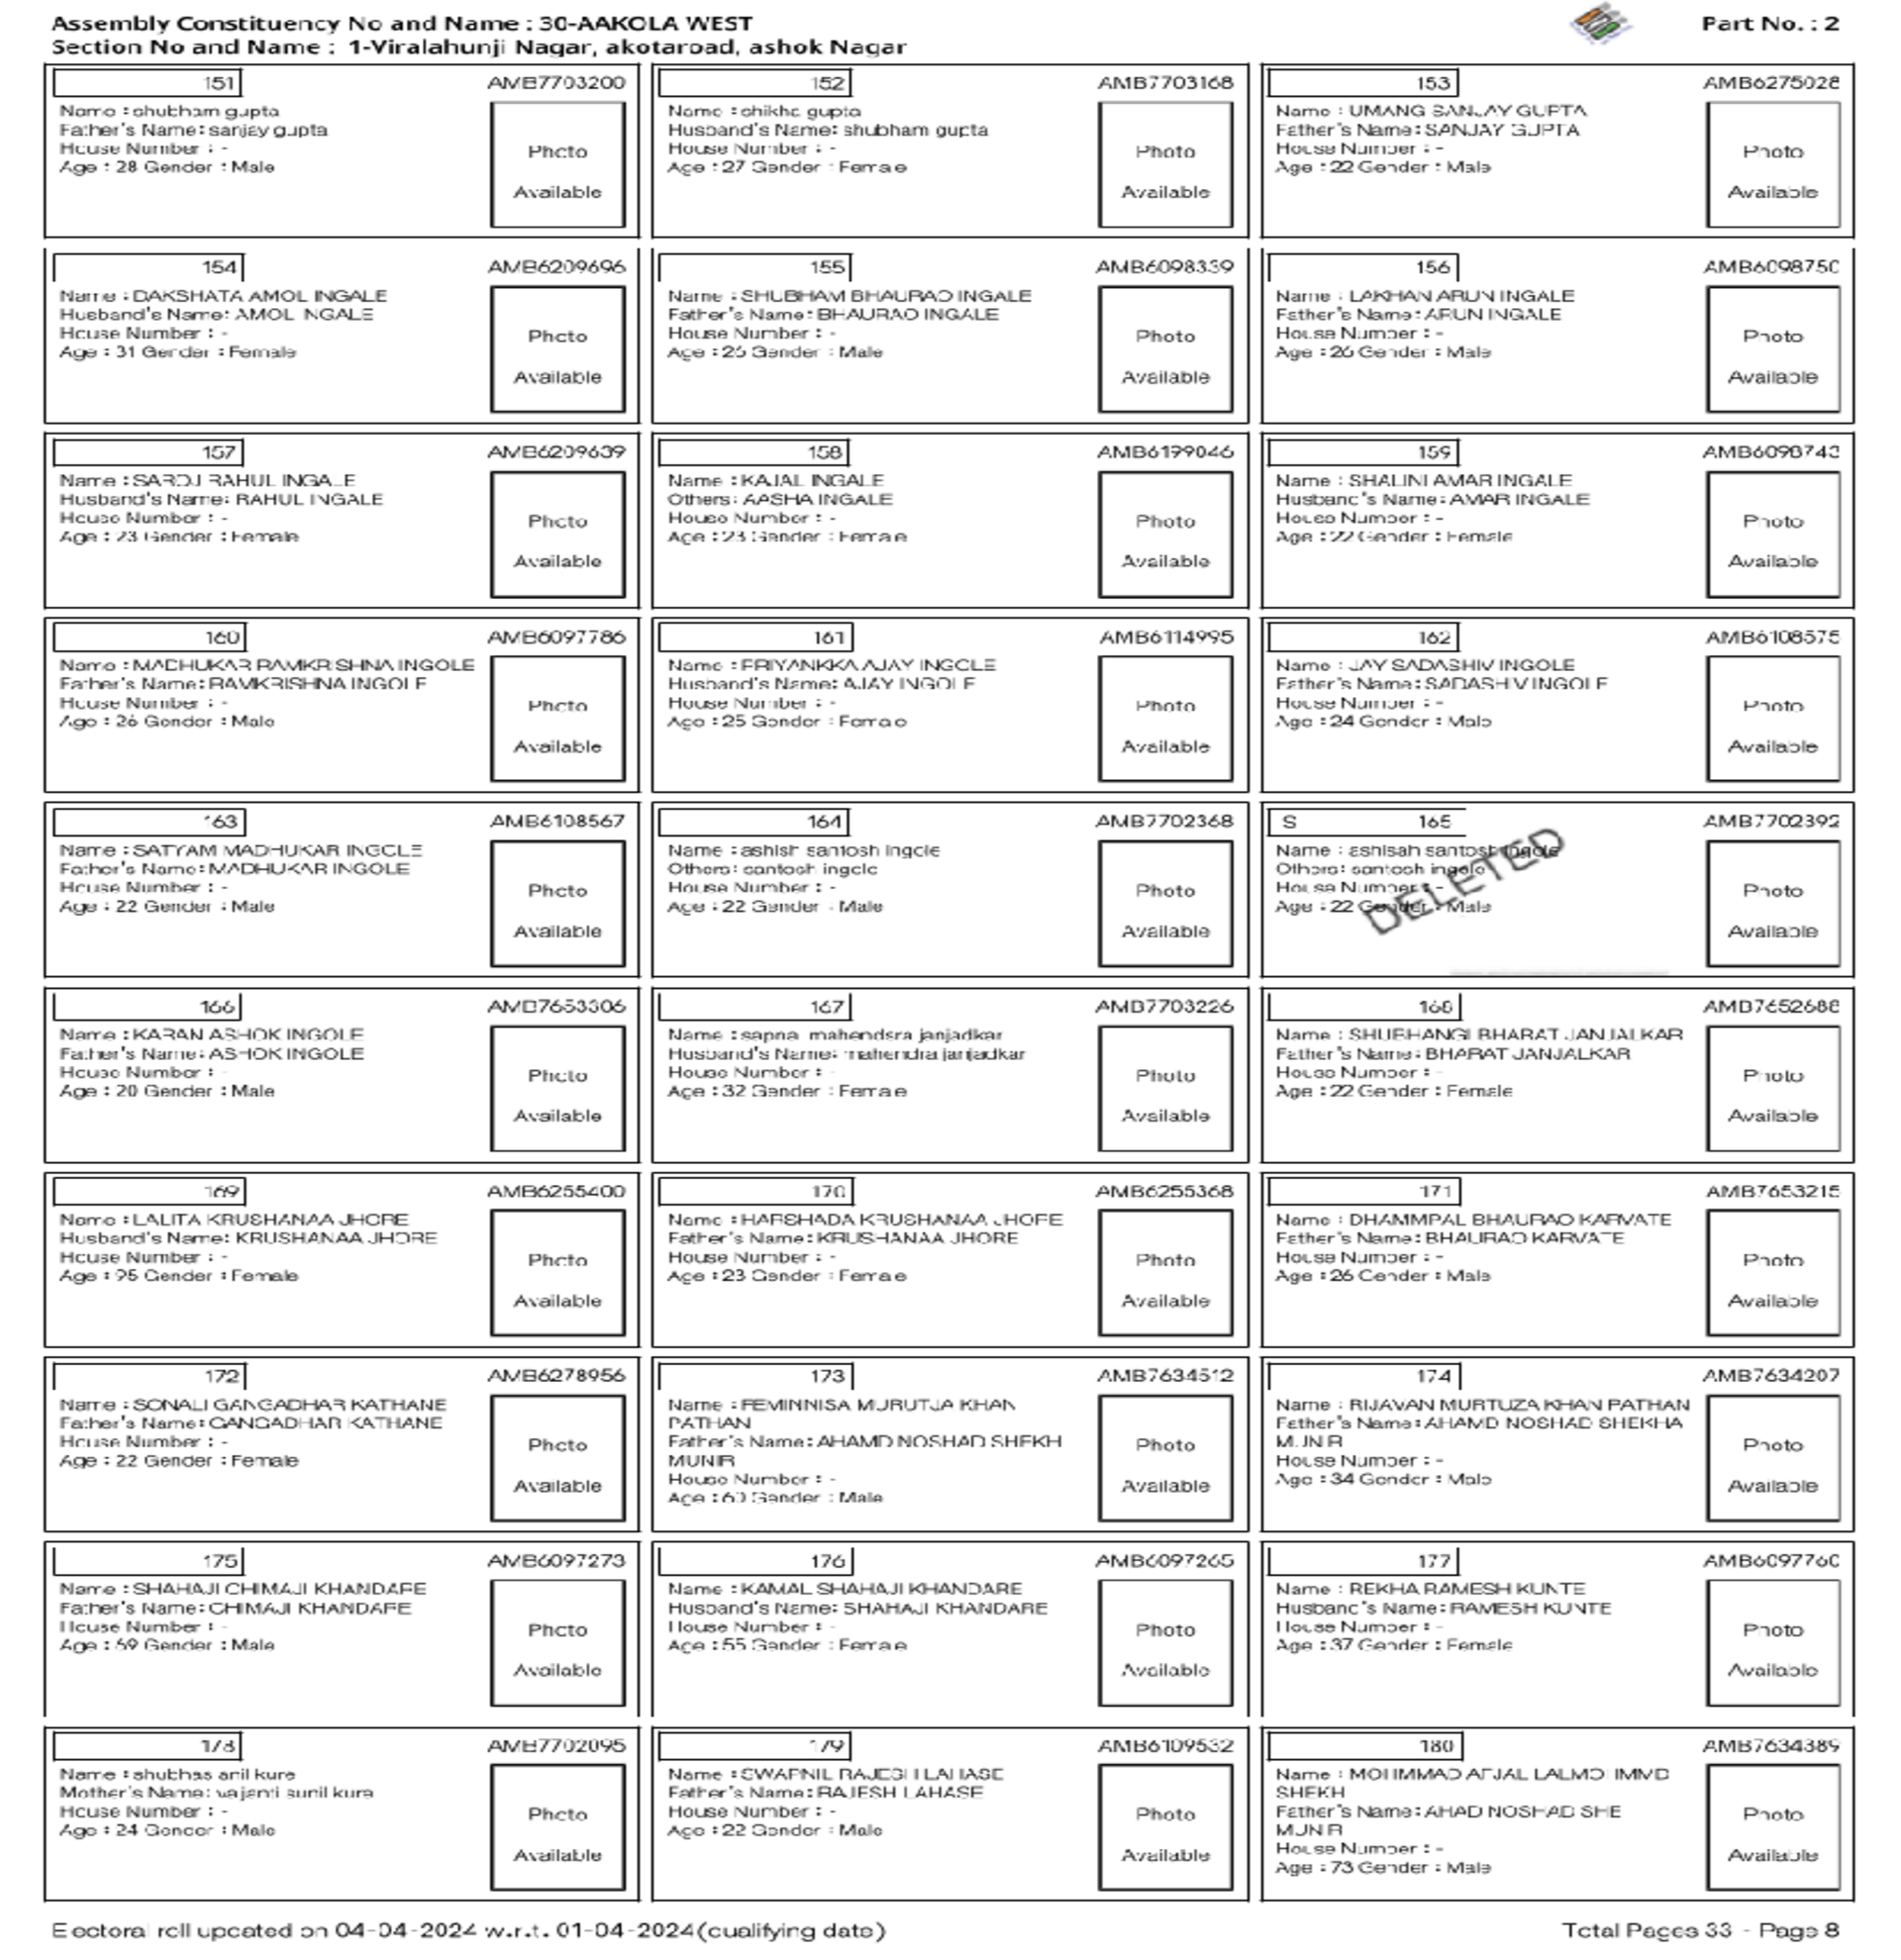 Assembly Constituency No and Name : 30-AAKOLA WEST
Part No. : 2
Section No and Name : 1-Viralahunji Nagar, akotaroad, ashok Nagar
151 AMB7703200
Name : shubham gupta
Father's Name: sanjay gupta
House Number : -
Age : 28 Gender : Male
Photo
Available
152 AMB7703168
Name : shikha gupta
Husband's Name: shubham gupta
House Number : -
Age : 27 Gender : Female
Photo
Available
153 AMB6275028
Name : UMANG SANJAY GUPTA
Father's Name: SANJAY GUPTA
House Number : -
Age : 22 Gender : Male
Photo
Available
154 AMB6209696
Name : DAKSHATA AMOL INGALE
Husband's Name: AMOL INGALE
House Number : -
Age : 31 Gender : Female
Photo
Available
155 AMB6098339
Name : SHUBHAM BHAURAO INGALE
Father's Name: BHAURAO INGALE
House Number : -
Age : Gender : Male
Photo
Available
156 AMB6098750
Name : LAKHAN ARUN INGALE
Father's Name: ARUN INGALE
House Number : -
Age : 26 Gender : Male
Photo
Available
157 AMB6209639
Name : SAROJ RAHUL INGALE
Husband's Name: RAHUL INGALE
House Number : -
Age : 23 Gender : Female
Photo
Available
158 AMB6199046
Name : KAJAL INGALE
Others: AASHA INGALE
House Number : -
Age : 23 Gender : Female
Photo
Available
159 AMB6098743
Name : SHALINI AMAR INGALE
Husband's Name: AMAR INGALE
House Number : -
Age : 22 Gender : Female
Photo
Available
160 AMB6097786
Name : MADHUKAR RAMKRISHNA INGOLE
Father's Name: RAMKRISHNA INGOLE
House Number : -
Age : 26 Gender : Male
Photo
Available
161 AMB6114995
Name : PRIYANKKA AJAY INGOLE
Husband's Name: AJAY INGOLE
House Number : -
Age : 25 Gender : Female
Photo
Available
162 AMB6108575
Name : JAY SADASHIV INGOLE
Father's Name: SADASHIV INGOLE
House Number : -
Age : 24 Gender : Male
Photo
Available
163 AMB6108567
Name : SATYAM MADHUKAR INGOLE
Father's Name: MADHUKAR INGOLE
House Number : -
Age : 22 Gender : Male
Photo
Available
164 AMB7702368
Name : ashish santosh ingole
Others: santosh ingole
House Number : -
Age : 22 Gender : Male
Photo
Available
S 165 AMB7702392
Name : ashisah santosh ingole
Others: santosh ingole
House Number : -
Age : 22 Gender : Male
DELETED
Photo
Available
166 AMB7653306
Name : KARAN ASHOK INGOLE
Father's Name: ASHOK INGOLE
House Number : -
Age : 20 Gender : Male
Photo
Available
167 AMB7703226
Name : sapna mahendsra janjadkar
Husband's Name: mahendra janjadkar
House Number : -
Age : 32 Gender : Female
Photo
Available
168 AMB7652688
Name : SHUBHANGI BHARAT JANJALKAR
Father's Name: BHARAT JANJALKAR
House Number : -
Age : 22 Gender : Female
Photo
Available
169 AMB6255400
Name : LALITA KRUSHANAA JHORE
Husband's Name: KRUSHANAA JHORE
House Number : -
Age : Gender : Female
Photo
Available
170 AMB6255368
Name : HARSHADA KRUSHANAA JHORE
Father's Name: KRUSHANAA JHORE
House Number : -
Age : 23 Gender : Female
Photo
Available
171 AMB7653215
Name : DHAMMPAL BHAURAO KARVATE
Father's Name: BHAURAO KARVATE
House Number : -
Age : 26 Gender : Male
Photo
Available
172 AMB6278956
Name : SONALI GANGADHAR KATHANE
Father's Name: GANGADHAR KATHANE
House Number : -
Age : 22 Gender : Female
Photo
Available
173 AMB7634512
Name : MURUTJA KHAN
PATHAN
Father's Name: AHAMD NOSHAD SHEKH
MUNIR
House Number : -
Age : 60 Gender : Male
Photo
Available
174 AMB7634207
Name : RIJAVAN MURTUZA KHAN PATHAN
Father's Name: AHAMD NOSHAD SHEKHA
MUNIR
House Number : -
Age : 34 Gender : Male
Photo
Available
175 AMB6097273
Name : SHAHAJI CHIMAJI KHANDARE
Father's Name: CHIMAJI KHANDARE
House Number : -
Age : Gender : Male
Photo
Available
176 AMB6097265
Name : KAMAL SHAHAJI KHANDARE
Husband's Name: SHAHAJI KHANDARE
House Number : -
Age : 55 Gender : Female
Photo
Available
177 AMB6097760
Name : REKHA RAMESH KUNTE
Husband's Name: RAMESH KUNTE
House Number : -
Age : 37 Gender : Female
Photo
Available
178 AMB7702095
Name : shubhas anil kure
Mother's Name: vaijanti sunil kure
House Number : -
Age : 24 Gender : Male
Photo
Available
179 AMB6109532
Name : SWAPNIL RAJESH LAHASE
Father's Name: RAJESH LAHASE
House Number : -
Age : 22 Gender : Male
Photo
Available
180 AMB7634389
Name : MOHMMAD AFJAL LALMOHMMD
SHEKH
Father's Name: AHAD NOSHAD SHE
MUNIR
House Number : -
Age : 73 Gender : Male
Photo
Available
Electoral roll updated on 04-04-2024 w.r.t. 01-04-2024(qualifying date)
Total Pages 33 - Page 8